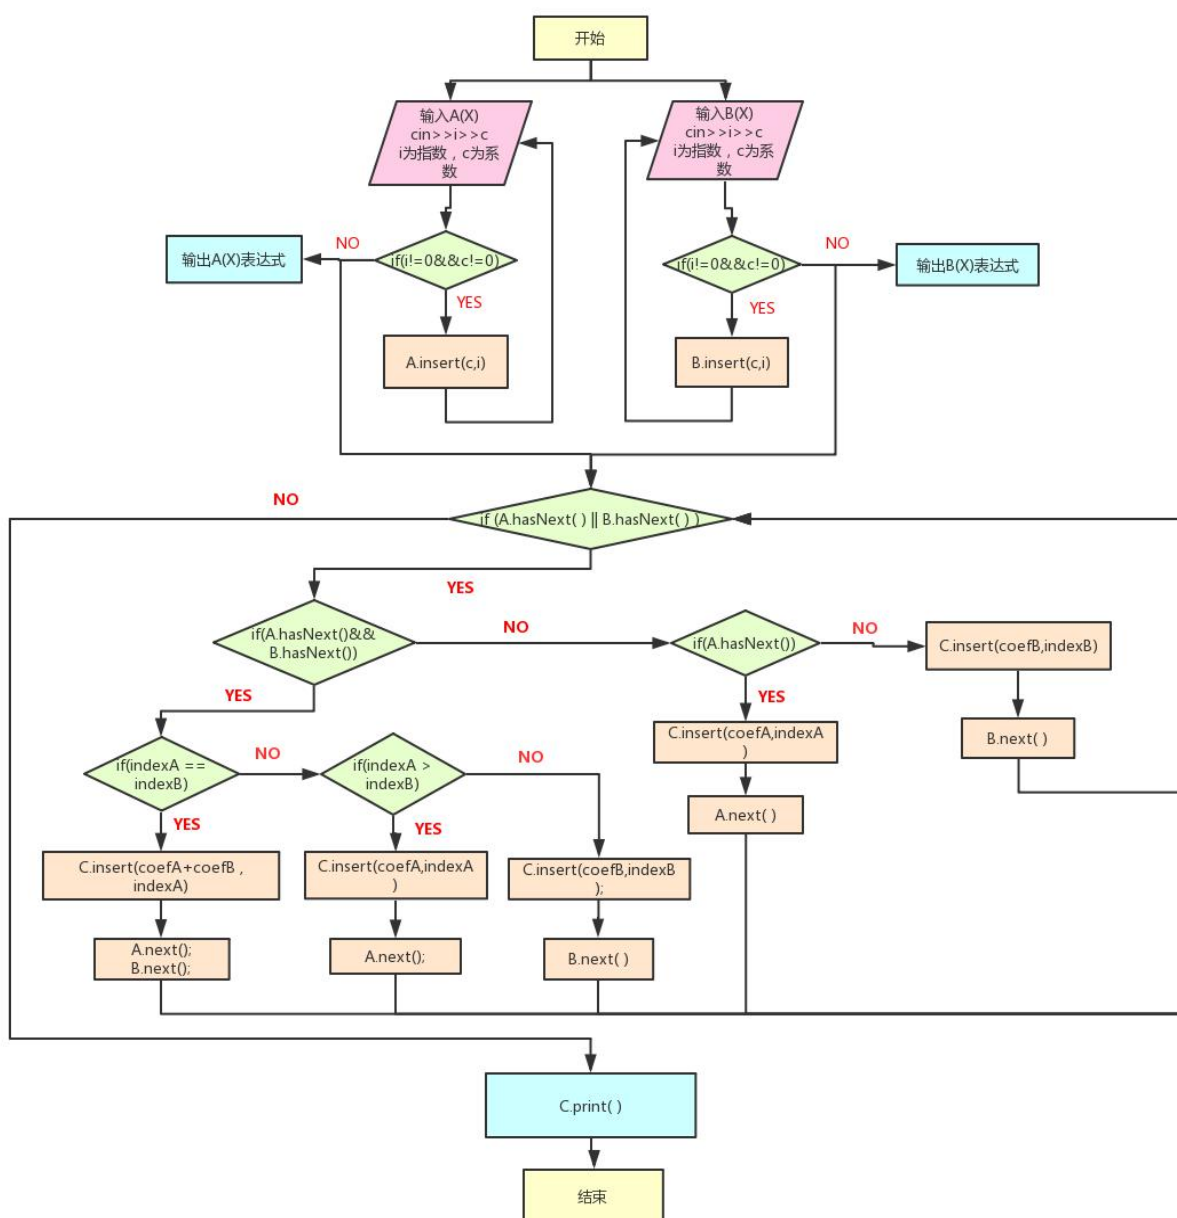 开始
输入A(X)
cin>>i>>c
i为指数，c为系
数
输入B(X)
cin>>i>>c
i为指数，c为系
数
NO
输出A(X)表达式
if(i!=0&&c!=0)
YES
A.insert(c,i)
if(i!=0&&c!=0)
NO
输出B(X)表达式
YES
B.insert(c,i)
NO
if (A.hasNext( ) || B.hasNext( ) )
YES
if(A.hasNext()&&
B.hasNext())
NO
if(A.hasNext())
NO
C.insert(coefB,indexB)
YES
YES
C.insert(coefA,indexA
)
B.next( )
if(indexA ==
indexB)
NO
if(indexA >
indexB)
NO
A.next( )
YES
YES
C.insert(coefA+coefB ,
indexA)
C.insert(coefA,indexA
)
C.insert(coefB,indexB
);
A.next();
B.next();
A.next();
B.next( )
C.print( )
结束